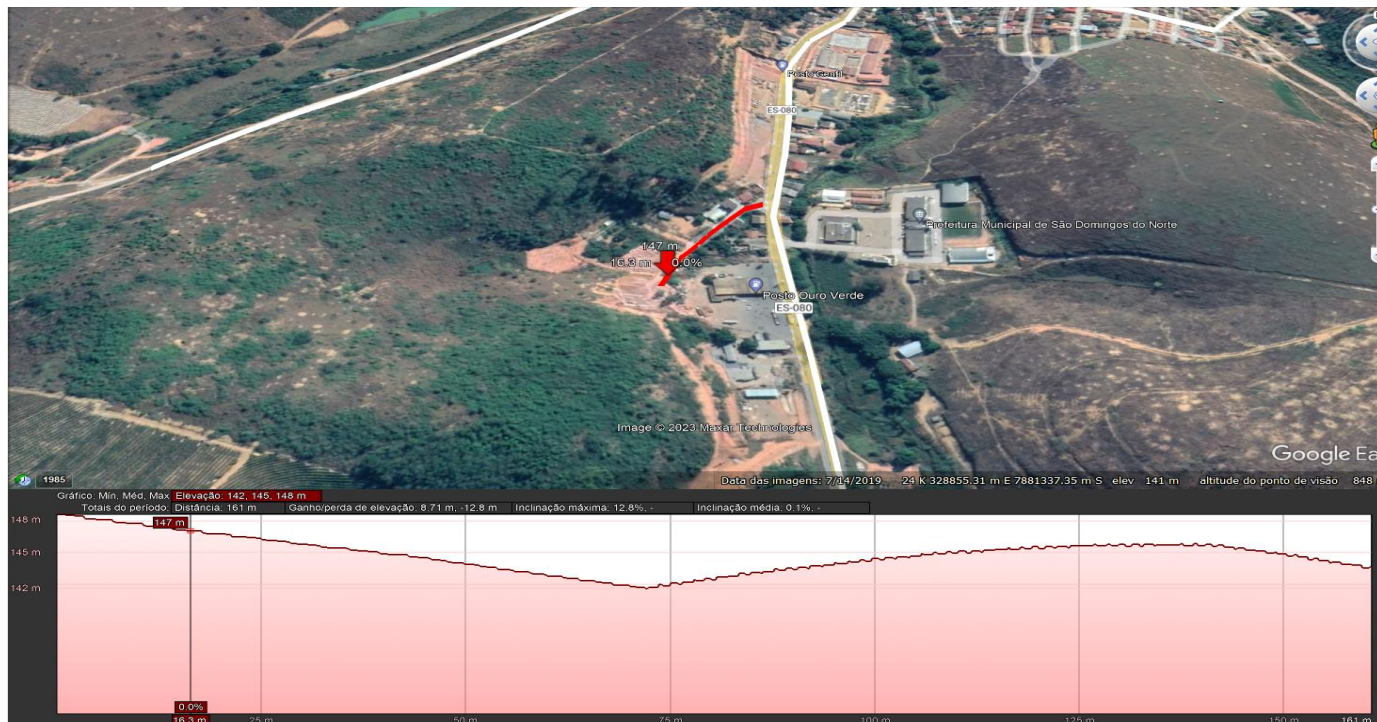 Posto Genfil
ES-080
Prefeitura Municipal de São Domingos do Norte
147 m
16.3 m 0.0%
Posto Ouro Verde
ES-080
Image © 2023 Maxar Technologies
Google Ea
1985
Data das imagens: 7/14/2019 24 K 328855.31 m E 7881337.35 m S elev 141 m altitude do ponto de visão 848
Gráfico: Mín, Méd, Max Elevação: 142, 145, 148 m
Totais do período: Distância: 161 m Ganho/perda de elevação: 8.71 m, -12.8 m Inclinação máxima: 12.8%, - Inclinação média: 0.1%, -
148 m
147 m
145 m
142 m
0.0%
16.3 m 25 m 50 m 75 m 100 m 125 m 150 m 161 m